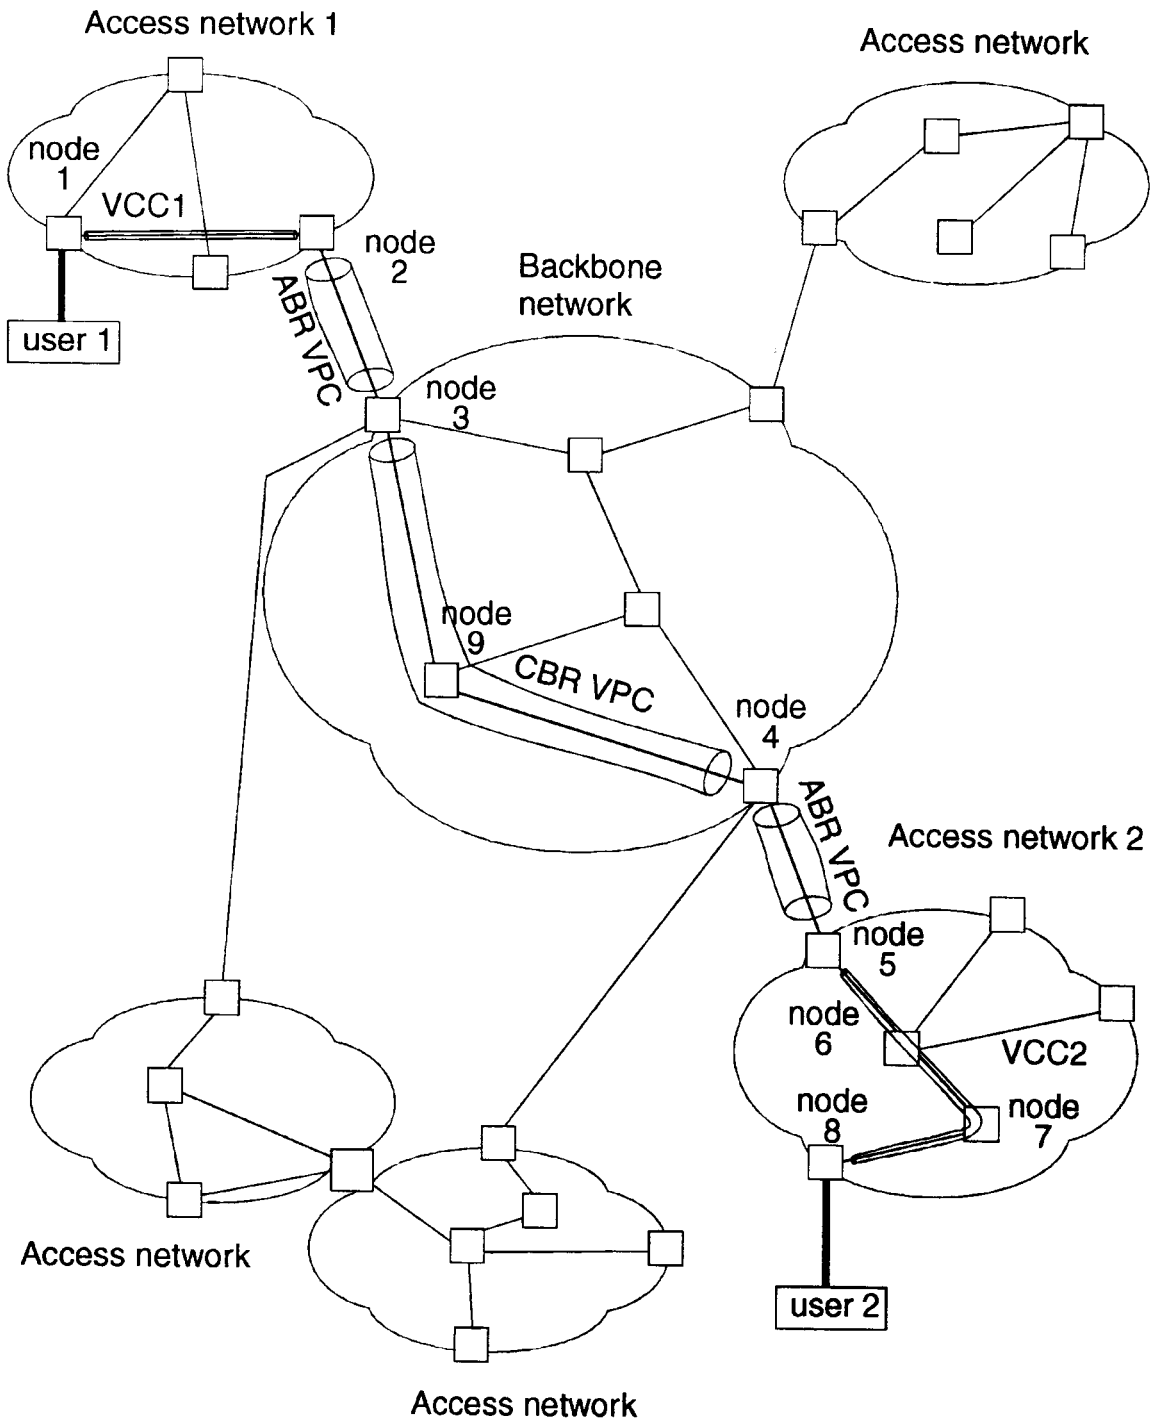 Access network 1
Access network
node
1
VCC1
node
2
Backbone
network
ABR VPC
user 1
node
3
node
9
CBR VPC
node
4
ABR VPC
Access network 2
node
5
node
6
VCC2
node
8
node
7
Access network
user 2
Access network